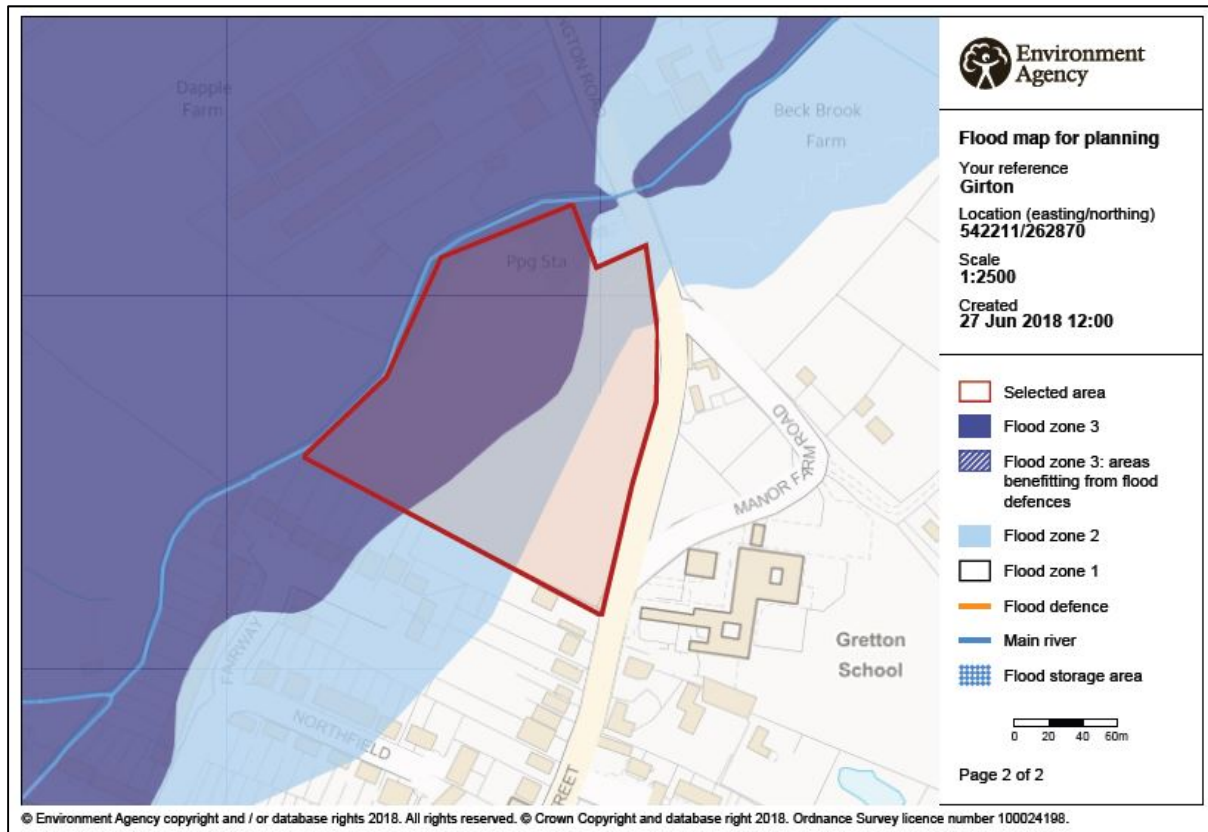 Dapple
Farm
NGTON ROAD
Beck Brook
Farm
Ppg Sta
MANOR FARM ROAD
Gretton
School
FAIRWAY
NORTHFIELD
REET
Environment
Agency
Flood map for planning
Your reference
Girton
Location (easting/northing)
542211/262870
Scale
1:2500
Created
27 Jun 2018 12:00
Selected area
Flood zone 3
Flood zone 3: areas
benefitting from flood
defences
Flood zone 2
Flood zone 1
Flood defence
Main river
Flood storage area
0 20 40 60m
Page 2 of 2
© Environment Agency copyright and / or database rights 2018. All rights reserved. © Crown Copyright and database right 2018. Ordnance Survey licence number 100024198.